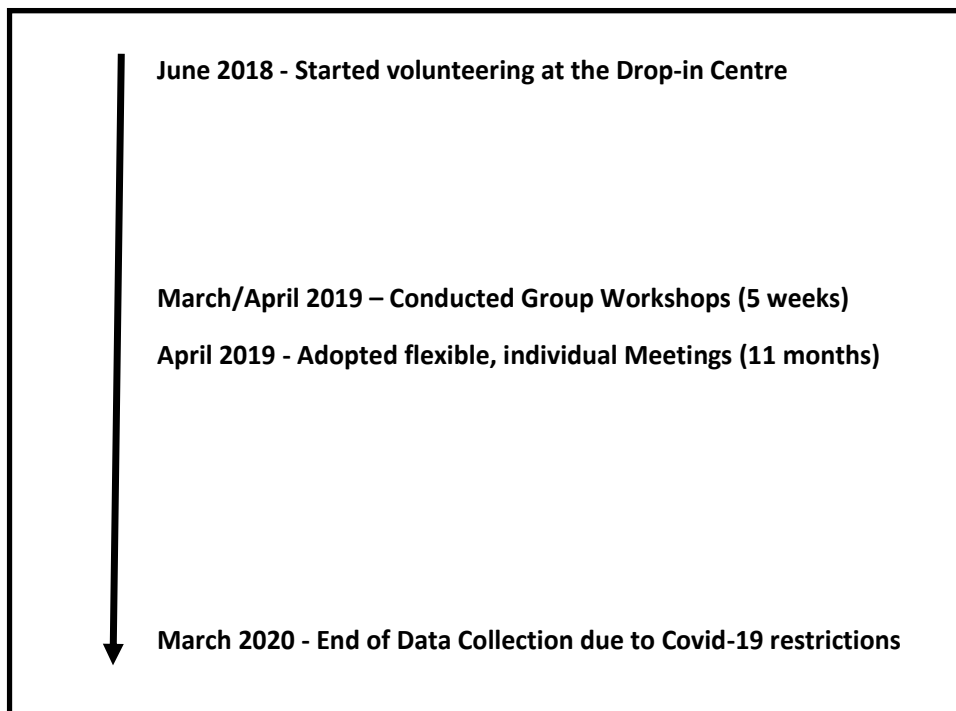 June 2018 - Started volunteering at the Drop-in Centre
March/April 2019 – Conducted Group Workshops (5 weeks)
April 2019 - Adopted flexible, individual Meetings (11 months)
March 2020 - End of Data Collection due to Covid-19 restrictions